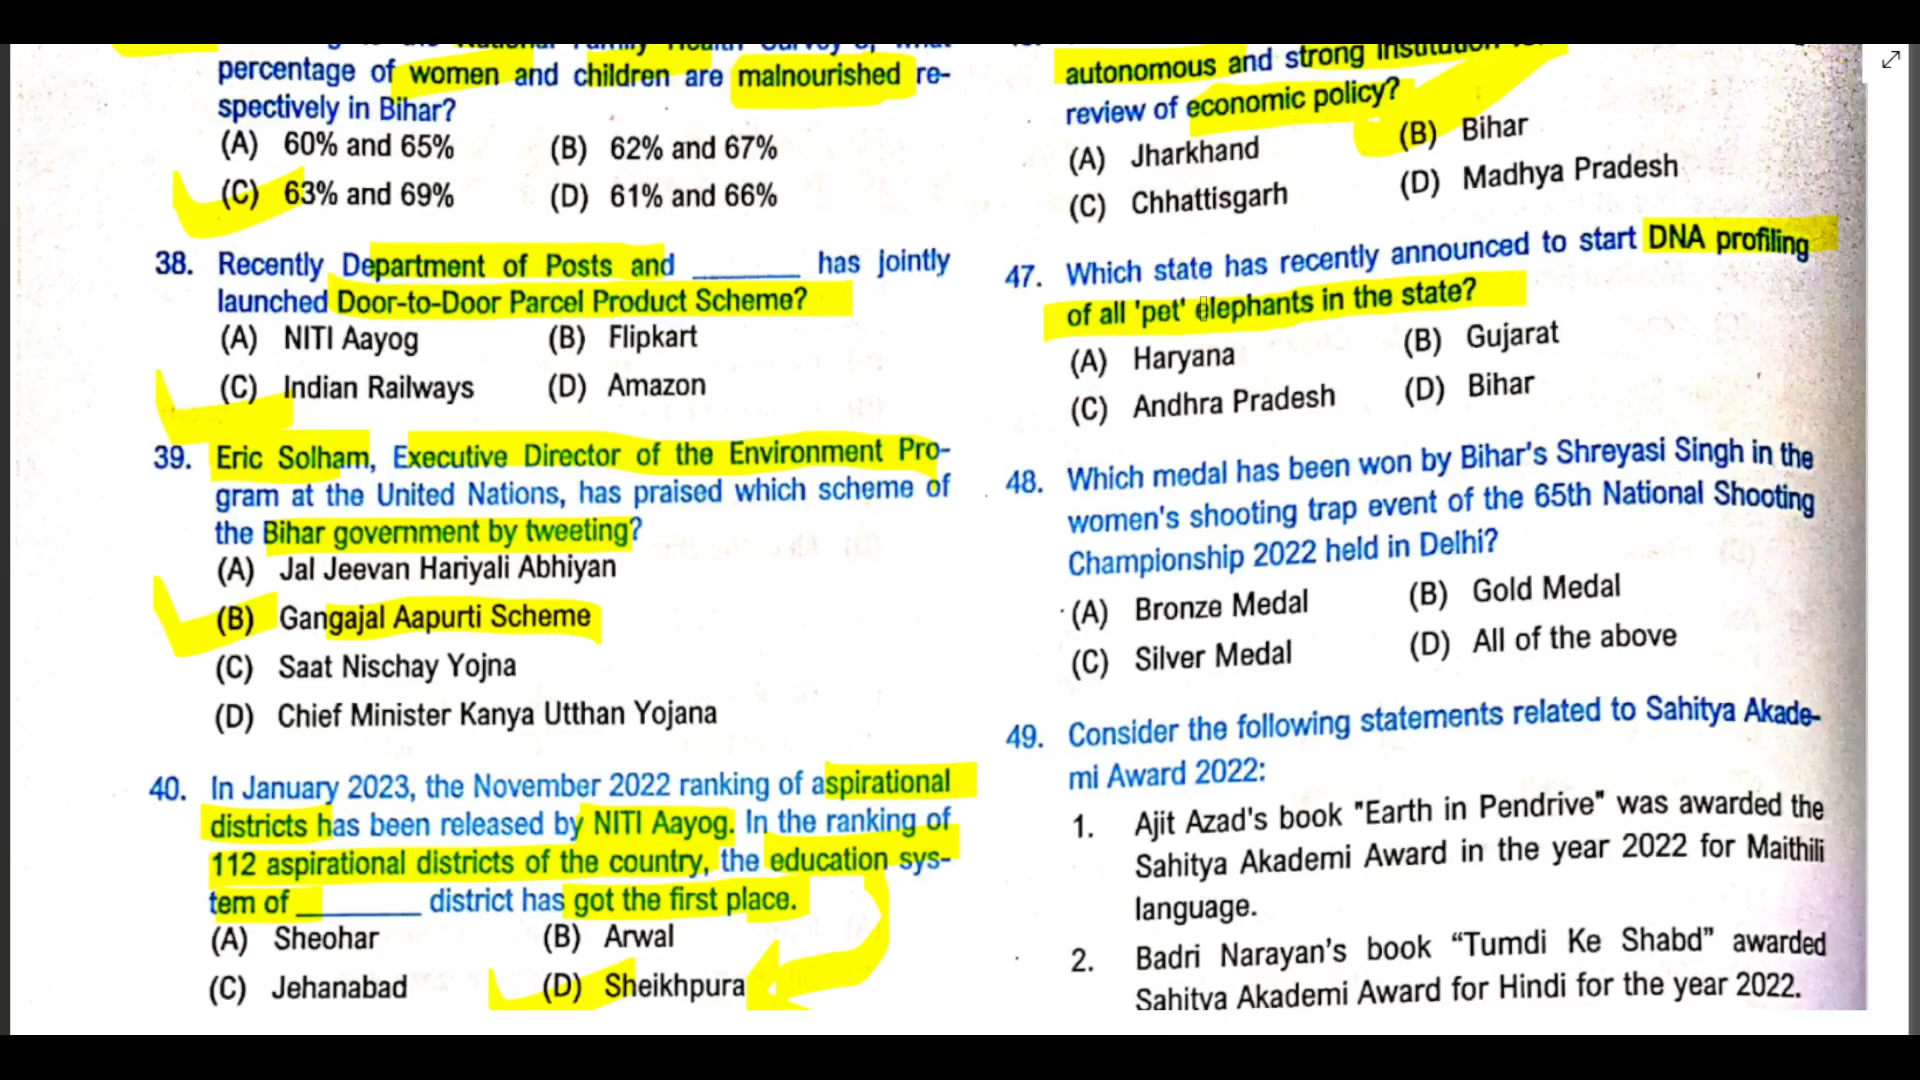 percentage of women and children are malnourished re-
spectively in Bihar?
(A) 60% and 65% (B) 62% and 67%
(C) 63% and 69% (D) 61% and 66%
38. Recently Department of Posts and _______ has jointly
launched Door-to-Door Parcel Product Scheme?
(A) NITI Aayog (B) Flipkart
(C) Indian Railways (D) Amazon
39. Eric Solham, Executive Director of the Environment Pro-
gram at the United Nations, has praised which scheme of
the Bihar government by tweeting?
(A) Jal Jeevan Hariyali Abhiyan
(B) Gangajal Aapurti Scheme
(C) Saat Nischay Yojna
(D) Chief Minister Kanya Utthan Yojana
40. In January 2023, the November 2022 ranking of aspirational
districts has been released by NITI Aayog. In the ranking of
112 aspirational districts of the country, the education sys-
tem of ________ district has got the first place.
(A) Sheohar (B) Arwal
(C) Jehanabad (D) Sheikhpura
autonomous and strong institution
review of economic policy?
(A) Jharkhand (B) Bihar
(C) Chhattisgarh (D) Madhya Pradesh
47. Which state has recently announced to start DNA profiling
of all 'pet' elephants in the state?
(A) Haryana (B) Gujarat
(C) Andhra Pradesh (D) Bihar
48. Which medal has been won by Bihar's Shreyasi Singh in the
women's shooting trap event of the 65th National Shooting
Championship 2022 held in Delhi?
(A) Bronze Medal (B) Gold Medal
(C) Silver Medal (D) All of the above
49. Consider the following statements related to Sahitya Akade-
mi Award 2022:
1. Ajit Azad's book "Earth in Pendrive" was awarded the
Sahitya Akademi Award in the year 2022 for Maithili
language.
2. Badri Narayan's book “Tumdi Ke Shabd” awarded
Sahitya Akademi Award for Hindi for the year 2022.